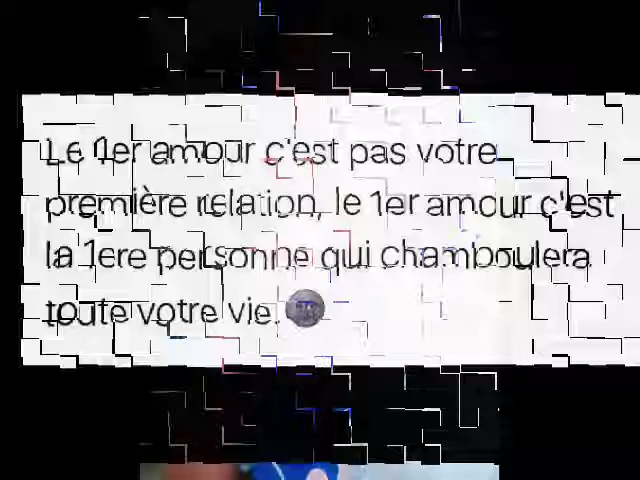 Le 1er amour c'est pas votre
première relation, le 1er amour c'est
la 1ere personne qui chamboulera
toute votre vie.